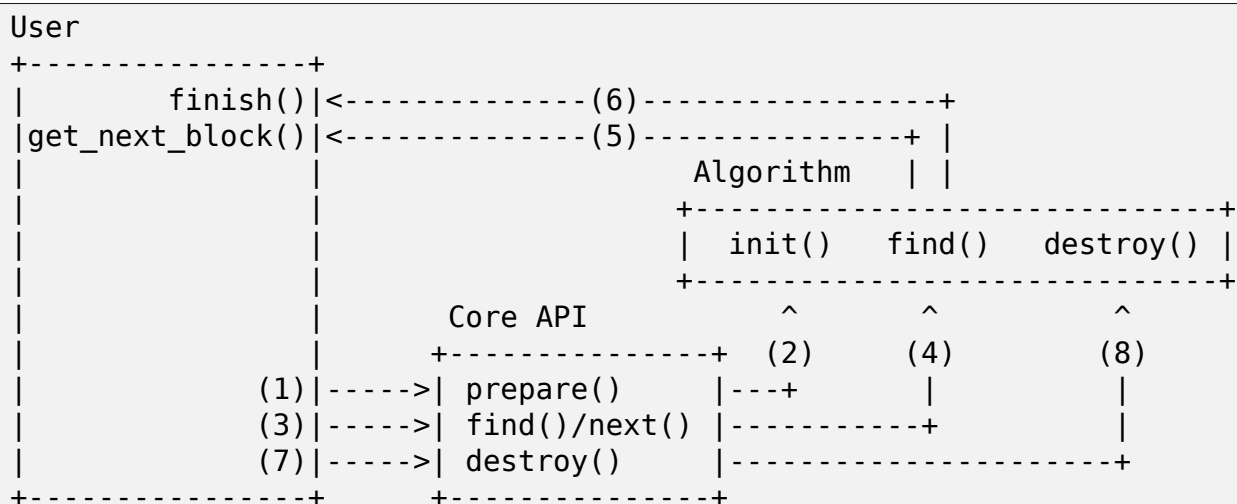 User
+----------------+
|        finish()|<--------------(6)-----------------+
|get_next_block()|<--------------(5)---------------+ |
|                |                     Algorithm   | |
|                |                    +------------------------------+
|                |                    |  init()   find()   destroy() |
|                |                    +------------------------------+
|                |       Core API           ^       ^          ^
|                |      +---------------+  (2)     (4)        (8)
|             (1)|----->| prepare()     |---+       |          |
|             (3)|----->| find()/next() |-----------+          |
|             (7)|----->| destroy()     |----------------------+
+----------------+      +---------------+